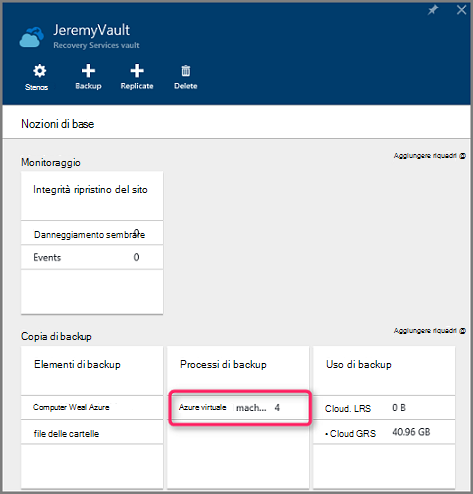 JeremyVault
Recovery Services vault
Stenos
Backup
Replicate
Delete
Nozioni di base
Monitoraggio
Aggiungere riquadri @
Integrità ripristino del sito
Danneggiamento sembrare 0
Events 0
Copia di backup
Aggiungere riquadri @
Elementi di backup
Computer Weal Azure
file delle cartelle
Processi di backup
Azure virtuale mach... 4
Uso di backup
Cloud. LRS 0 B
• Cloud GRS 40.96 GB